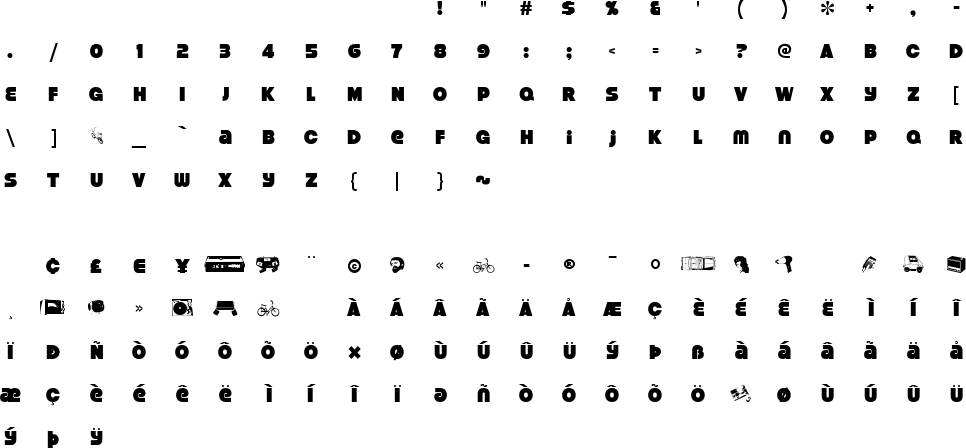 ! " # $ % & ' ( ) * + , -
. / 0 1 2 3 4 5 6 7 8 9 : ; < = > ? @ A B C D
E F G H I J K L M N O P Q R S T U V W X Y Z [
\ ] _ ` a B C D e F G H i j K L m n O P Q R
S T U V W X Y Z { | } ~
¢ £ € ¥ ¨ © « - ® ¯ º
¸ » À Á Â Ã Ä Å Æ Ç È É Ê Ë Ì Í Î
Ï Ð Ñ Ò Ó Ô Õ Ö × Ø Ù Ú Û Ü Ý Þ ß à á â ã ä å
æ ç è é ê ë Ì Í Î Ï ə ñ Ò Ó Ô Õ Ö Ø Ù Ú Û Ü
Ý þ ÿ